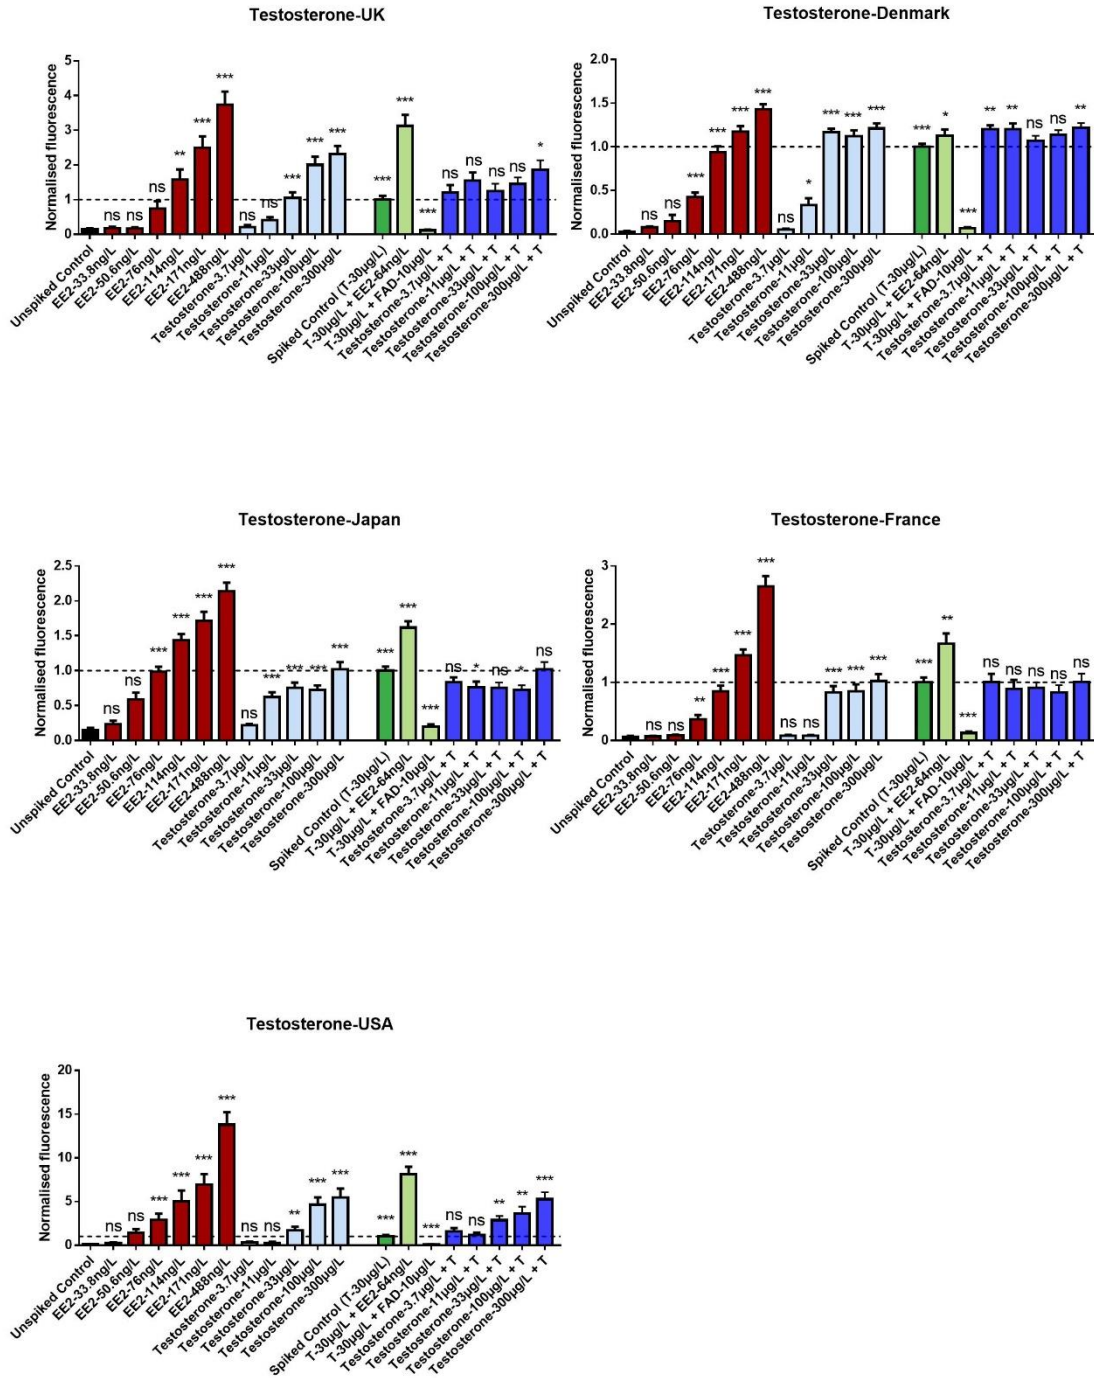 Testosterone-UK
Normalised fluorescence
5
4
3
2
1
0
ns
ns
ns
**
***
***
ns
ns
***
***
***
***
***
***
ns
ns
ns
ns
*
Unspiked Control
EE2-33.8ng/L
EE2-50.6ng/L
EE2-76ng/L
EE2-114ng/L
EE2-171ng/L
EE2-488ng/L
Testosterone-3.7µg/L
Testosterone-11µg/L
Testosterone-33µg/L
Testosterone-100µg/L
Testosterone-300µg/L
Spiked Control (T-30µg/L)
T-30µg/L + EE2-64ng/L
T-30µg/L + FAD-10µg/L
Testosterone-3.7µg/L + T
Testosterone-11µg/L + T
Testosterone-33µg/L + T
Testosterone-100µg/L + T
Testosterone-300µg/L + T
Testosterone-Denmark
Normalised fluorescence
2.0
1.5
1.0
0.5
0.0
ns
ns
***
***
***
***
ns
*
***
***
***
***
*
***
**
**
ns
ns
**
Unspiked Control
EE2-33.8ng/L
EE2-50.6ng/L
EE2-76ng/L
EE2-114ng/L
EE2-171ng/L
EE2-488ng/L
Testosterone-3.7µg/L
Testosterone-11µg/L
Testosterone-33µg/L
Testosterone-100µg/L
Testosterone-300µg/L
Spiked Control (T-30µg/L)
T-30µg/L + EE2-64ng/L
T-30µg/L + FAD-10µg/L
Testosterone-3.7µg/L + T
Testosterone-11µg/L + T
Testosterone-33µg/L + T
Testosterone-100µg/L + T
Testosterone-300µg/L + T
Testosterone-Japan
Normalised fluorescence
2.5
2.0
1.5
1.0
0.5
0.0
ns
ns
***
***
***
***
ns
***
***
***
***
***
***
***
ns
*
ns
*
ns
Unspiked Control
EE2-33.8ng/L
EE2-50.6ng/L
EE2-76ng/L
EE2-114ng/L
EE2-171ng/L
EE2-488ng/L
Testosterone-3.7µg/L
Testosterone-11µg/L
Testosterone-33µg/L
Testosterone-100µg/L
Testosterone-300µg/L
Spiked Control (T-30µg/L)
T-30µg/L + EE2-64ng/L
T-30µg/L + FAD-10µg/L
Testosterone-3.7µg/L + T
Testosterone-11µg/L + T
Testosterone-33µg/L + T
Testosterone-100µg/L + T
Testosterone-300µg/L + T
Testosterone-France
Normalised fluorescence
3
2
1
0
ns
ns
**
***
***
***
ns
ns
***
***
***
***
**
***
ns
ns
ns
ns
ns
Unspiked Control
EE2-33.8ng/L
EE2-50.6ng/L
EE2-76ng/L
EE2-114ng/L
EE2-171ng/L
EE2-488ng/L
Testosterone-3.7µg/L
Testosterone-11µg/L
Testosterone-33µg/L
Testosterone-100µg/L
Testosterone-300µg/L
Spiked Control (T-30µg/L)
T-30µg/L + EE2-64ng/L
T-30µg/L + FAD-10µg/L
Testosterone-3.7µg/L + T
Testosterone-11µg/L + T
Testosterone-33µg/L + T
Testosterone-100µg/L + T
Testosterone-300µg/L + T
Testosterone-USA
Normalised fluorescence
20
15
10
5
0
ns
ns
***
***
***
***
ns
ns
**
***
***
***
***
***
ns
ns
**
**
***
Unspiked Control
EE2-33.8ng/L
EE2-50.6ng/L
EE2-76ng/L
EE2-114ng/L
EE2-171ng/L
EE2-488ng/L
Testosterone-3.7µg/L
Testosterone-11µg/L
Testosterone-33µg/L
Testosterone-100µg/L
Testosterone-300µg/L
Spiked Control (T-30µg/L)
T-30µg/L + EE2-64ng/L
T-30µg/L + FAD-10µg/L
Testosterone-3.7µg/L + T
Testosterone-11µg/L + T
Testosterone-33µg/L + T
Testosterone-100µg/L + T
Testosterone-300µg/L + T